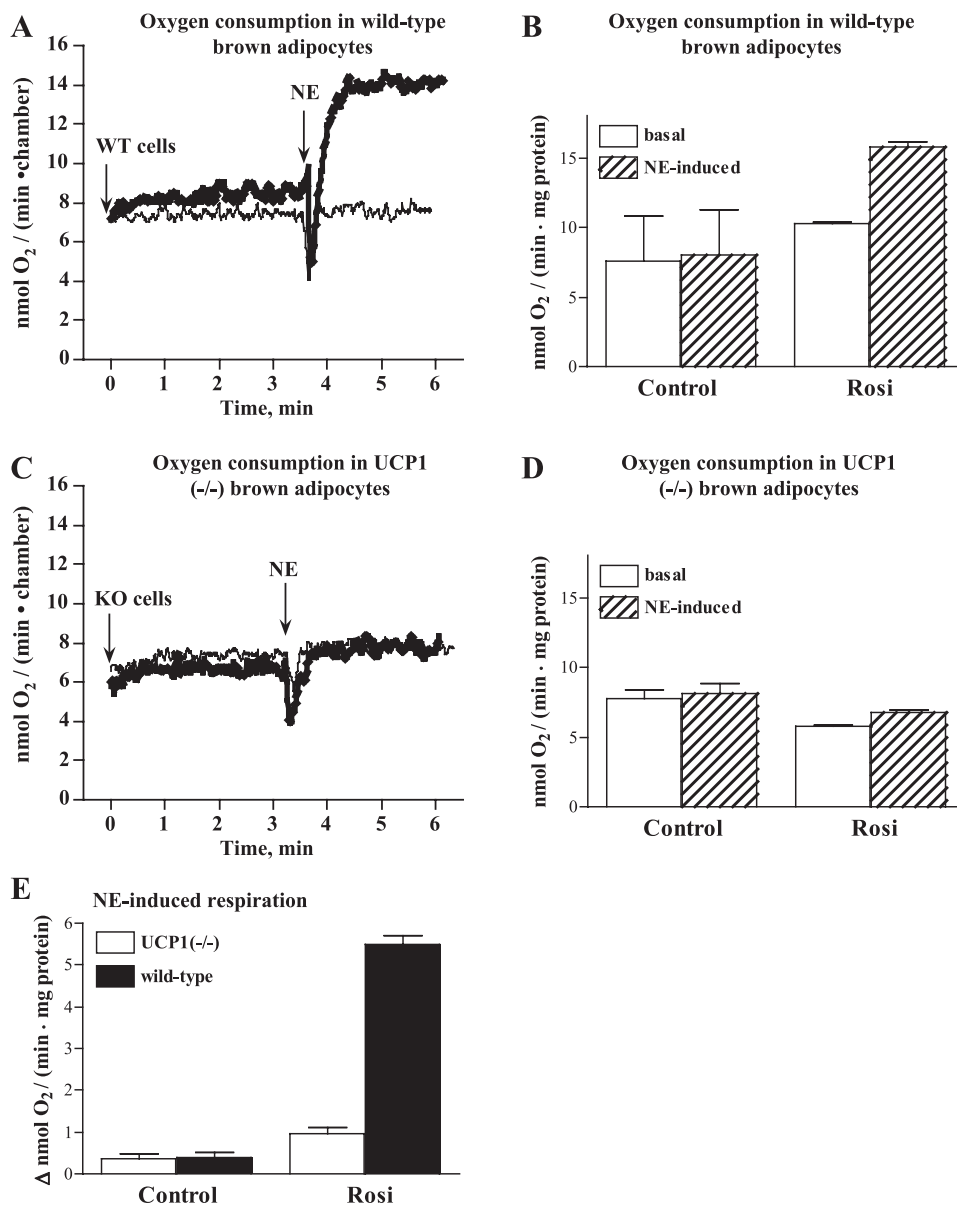 A
Oxygen consumption in wild-type
brown adipocytes
nmol O2 / (min •chamber)
16
14
12
10
8
6
4
2
0
WT cells
NE
0 1 2 3 4 5 6
Time, min
B
Oxygen consumption in wild-type
brown adipocytes
nmol O2 / (min · mg protein)
15
10
5
0
basal
NE-induced
Control Rosi
C
Oxygen consumption in UCP1
(-/-) brown adipocytes
nmol O2 / (min • chamber)
16
14
12
10
8
6
4
2
0
KO cells
NE
0 1 2 3 4 5 6
Time, min
D
Oxygen consumption in UCP1
(-/-) brown adipocytes
nmol O2 / (min · mg protein)
15
10
5
0
basal
NE-induced
Control Rosi
E
NE-induced respiration
Δ nmol O2 / (min · mg protein)
6
5
4
3
2
1
0
UCP1(-/-)
wild-type
Control Rosi